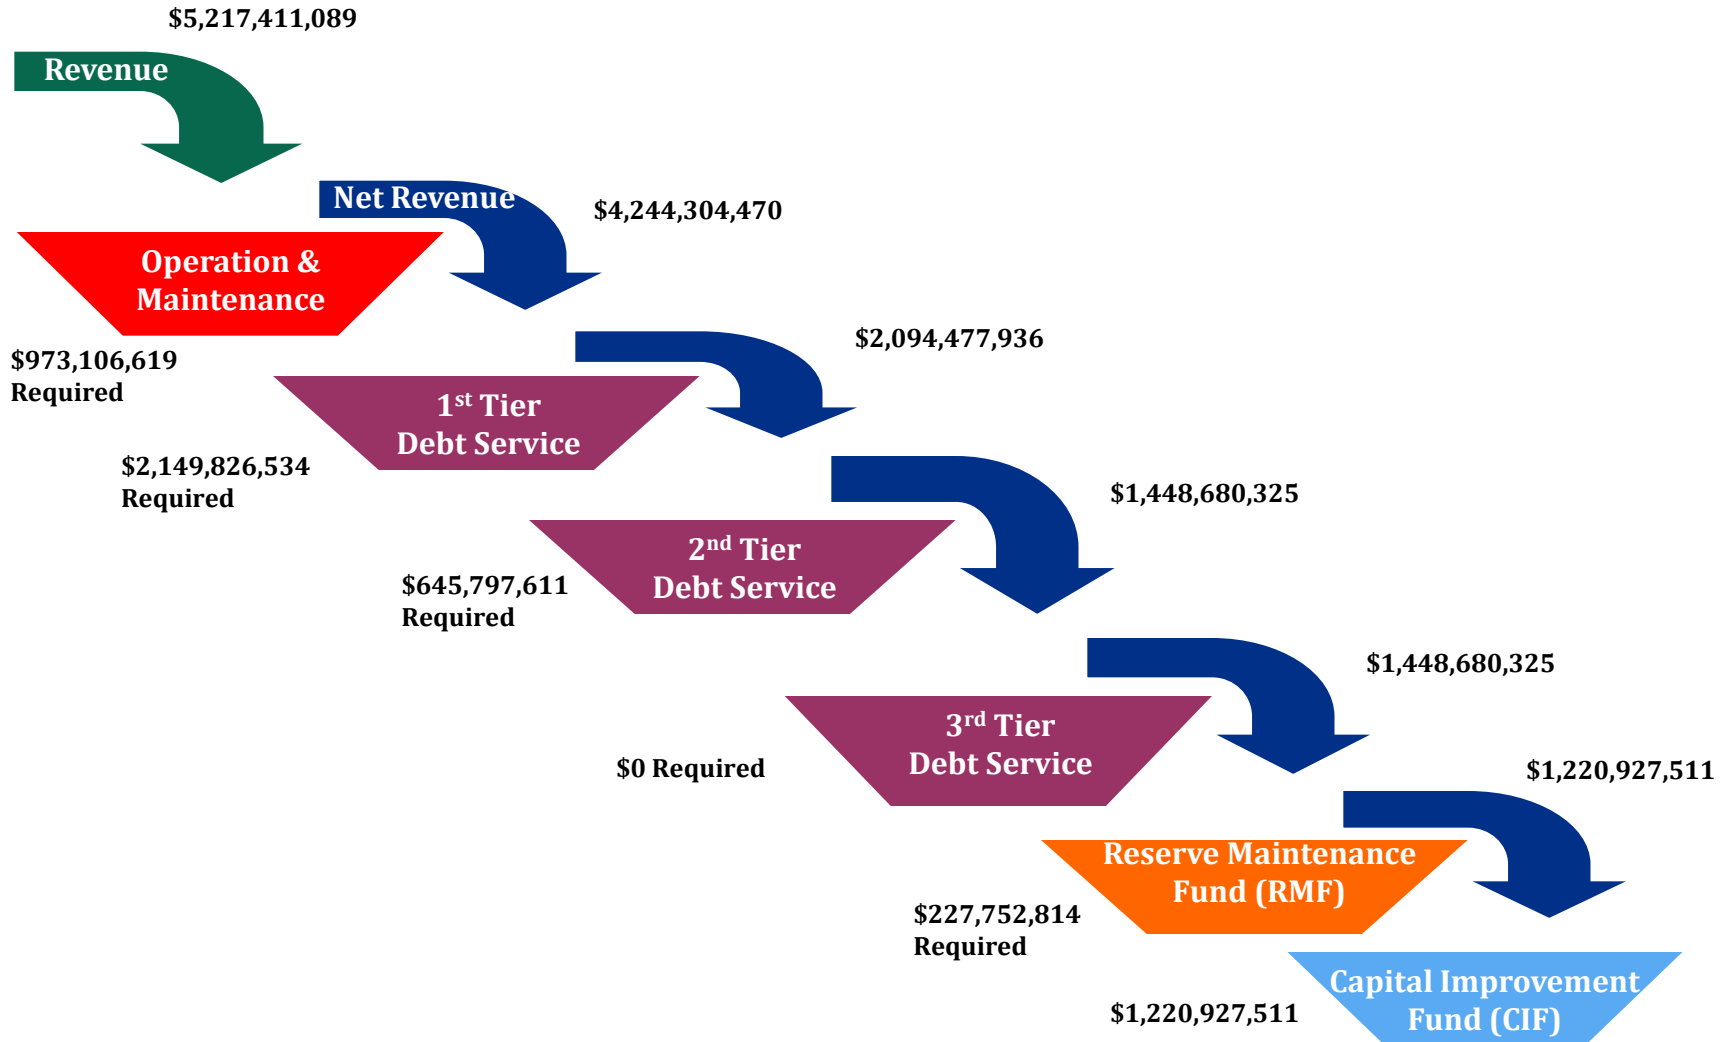 $5,217,411,089
Revenue
Net Revenue
$4,244,304,470
Operation &
Maintenance
$973,106,619
Required
$2,094,477,936
1st Tier
Debt Service
$2,149,826,534
Required
$1,448,680,325
2nd Tier
Debt Service
$645,797,611
Required
$1,448,680,325
3rd Tier
Debt Service
$0 Required
$1,220,927,511
Reserve Maintenance
Fund (RMF)
$227,752,814
Required
Capital Improvement
Fund (CIF)
$1,220,927,511